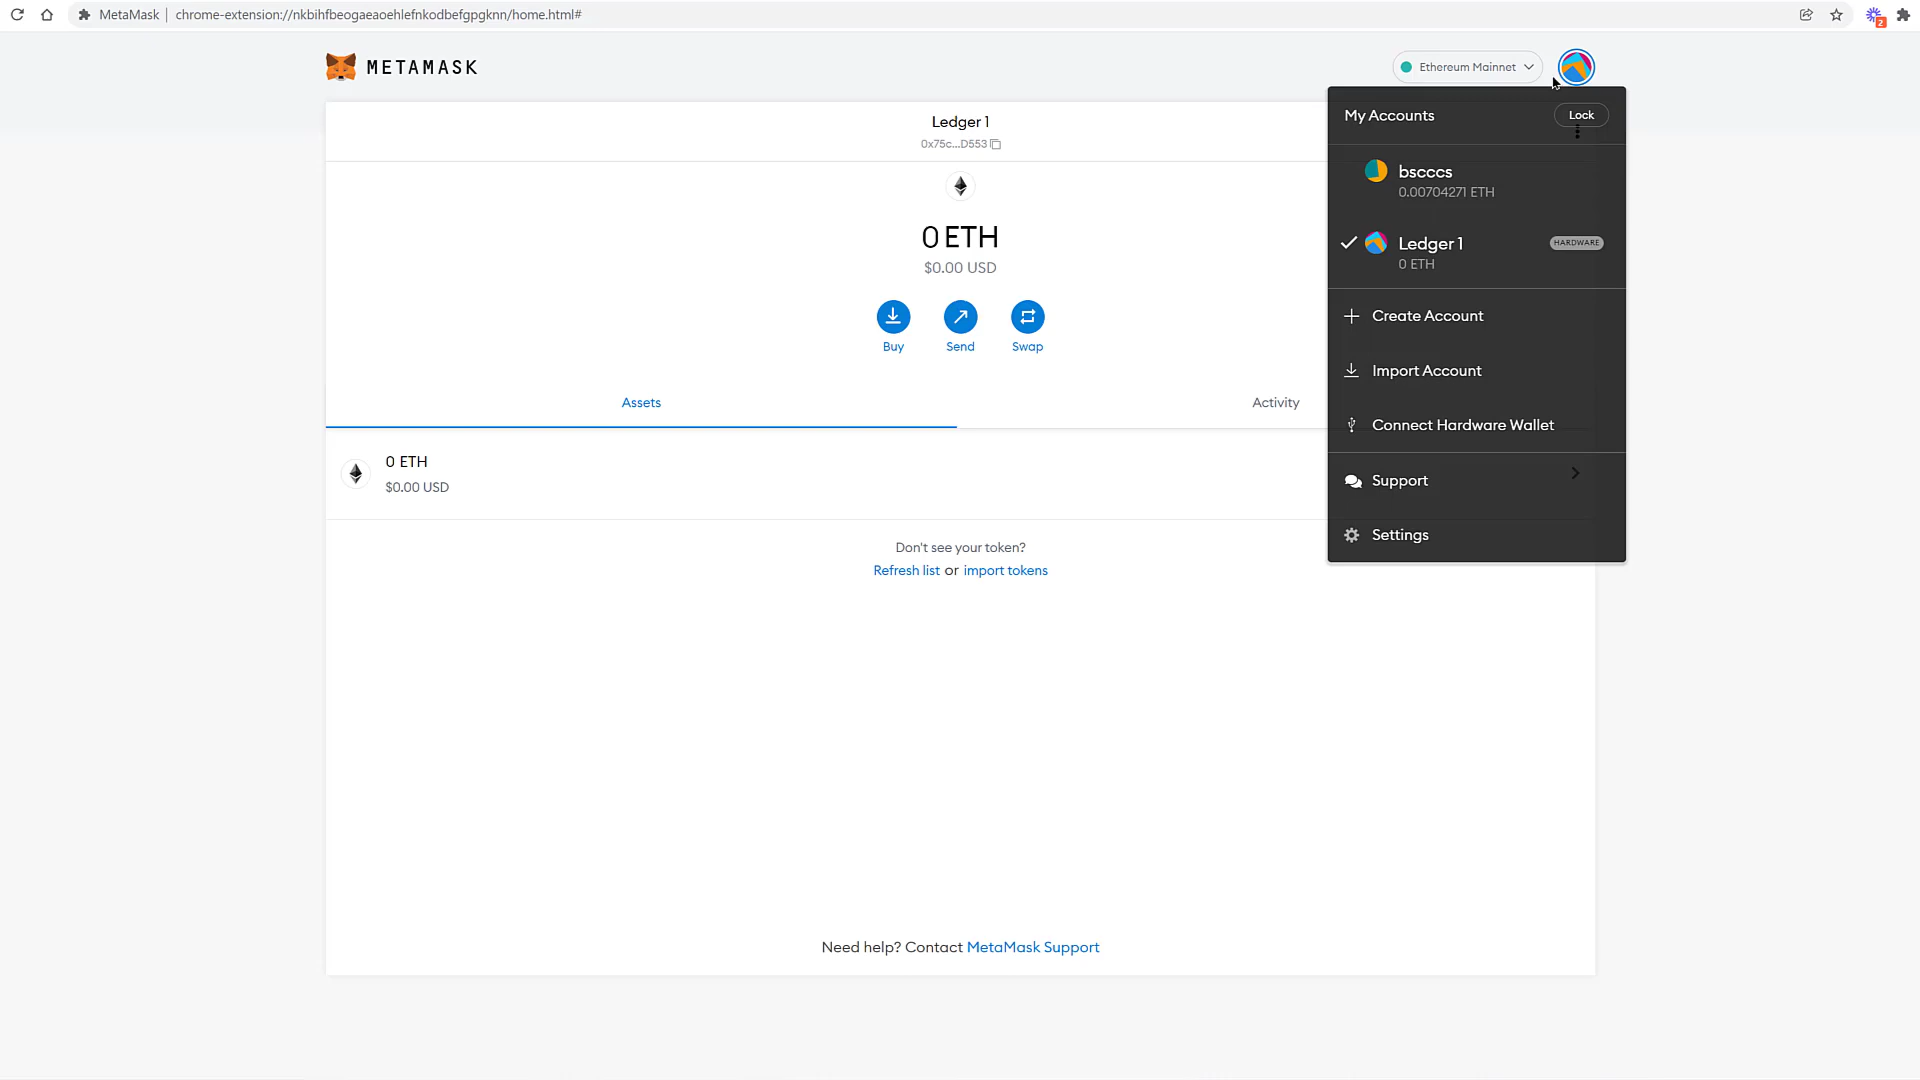 MetaMask
chrome-extension://nkbihfbeogaeaoehlefnkodbefgpgknn/home.html#
2
METAMASK
Ethereum Mainnet
Ledger 1
0x75c...D553
0 ETH
$0.00 USD
Buy
Send
Swap
Assets
Activity
0 ETH
$0.00 USD
Don't see your token?
Refresh list or import tokens
Need help? Contact MetaMask Support
My Accounts
Lock
bscccs
0.00704271 ETH
Ledger 1
HARDWARE
0 ETH
Create Account
Import Account
Connect Hardware Wallet
Support
Settings